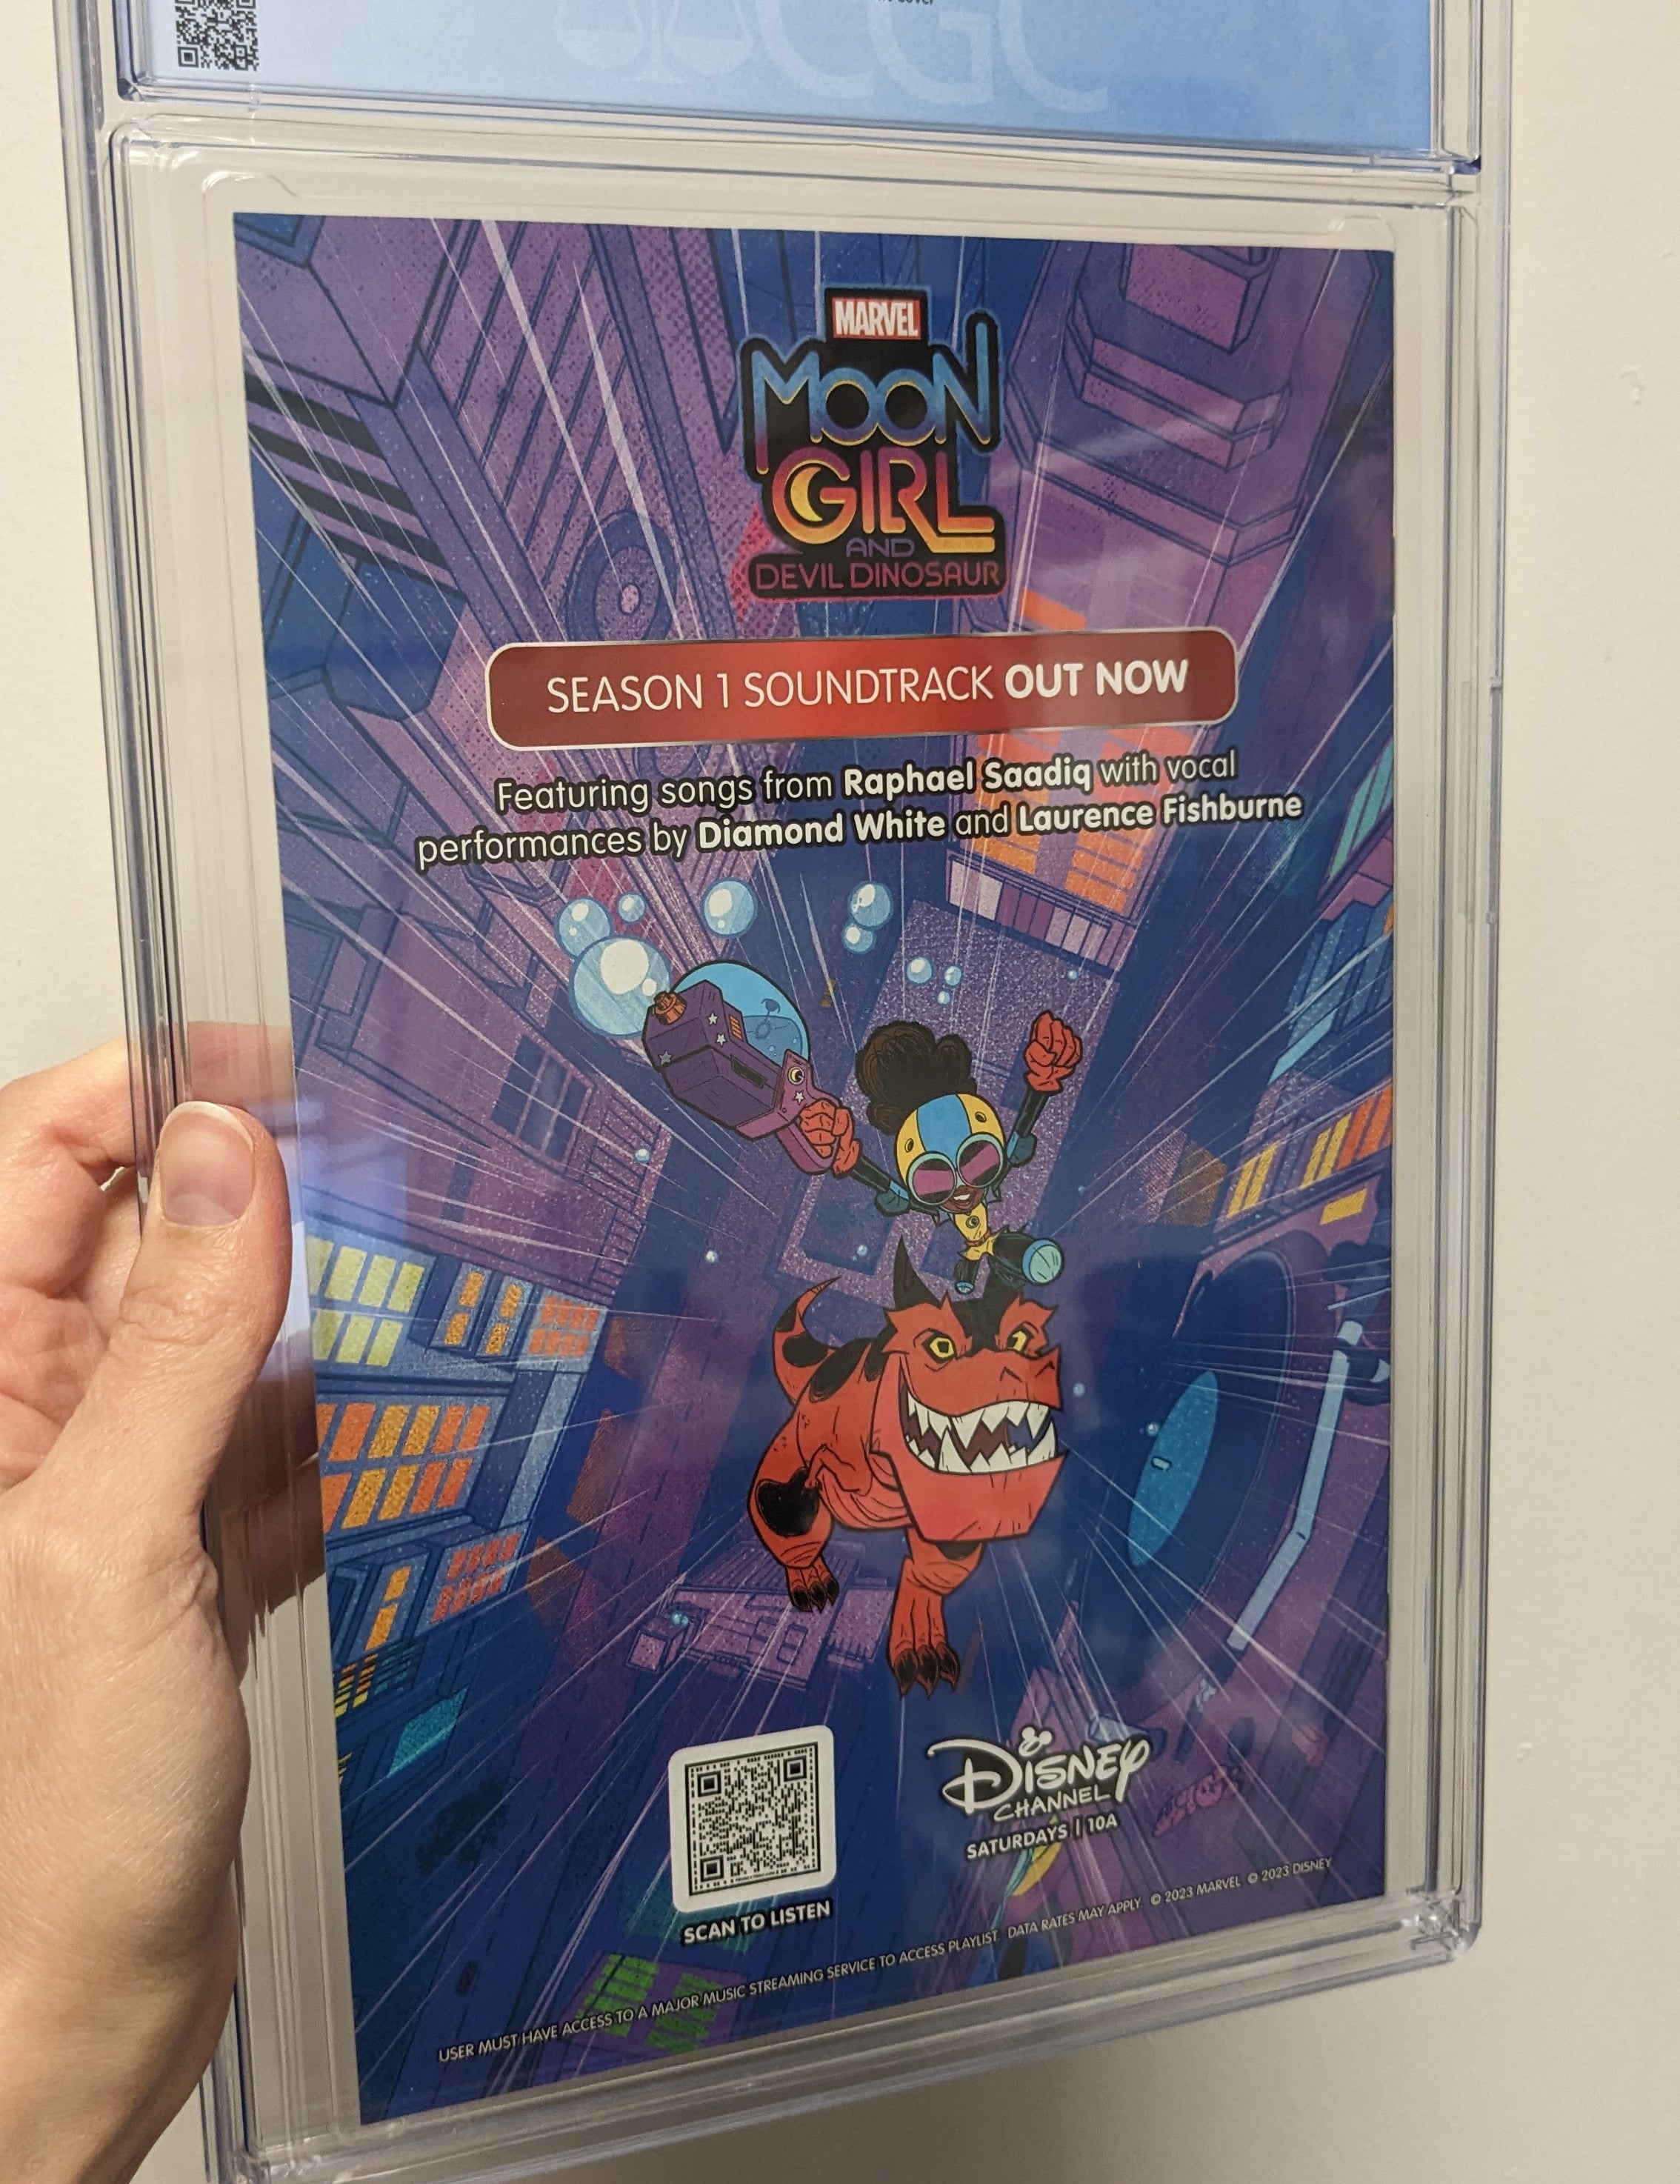 Cover
CGC
MARVEL
MOON
GIRL
AND
DEVIL DINOSAUR
SEASON 1 SOUNDTRACK OUT NOW
Featuring songs from Raphael Saadiq with vocal
performances by Diamond White and Laurence Fishburne
DISNEY
CHANNEL
SATURDAYS | 10A
SCAN TO LISTEN
USER MUST HAVE ACCESS TO A MAJOR MUSIC STREAMING SERVICE TO ACCESS PLAYLIST. DATA RATES MAY APPLY. © 2023 MARVEL © 2023 DISNEY